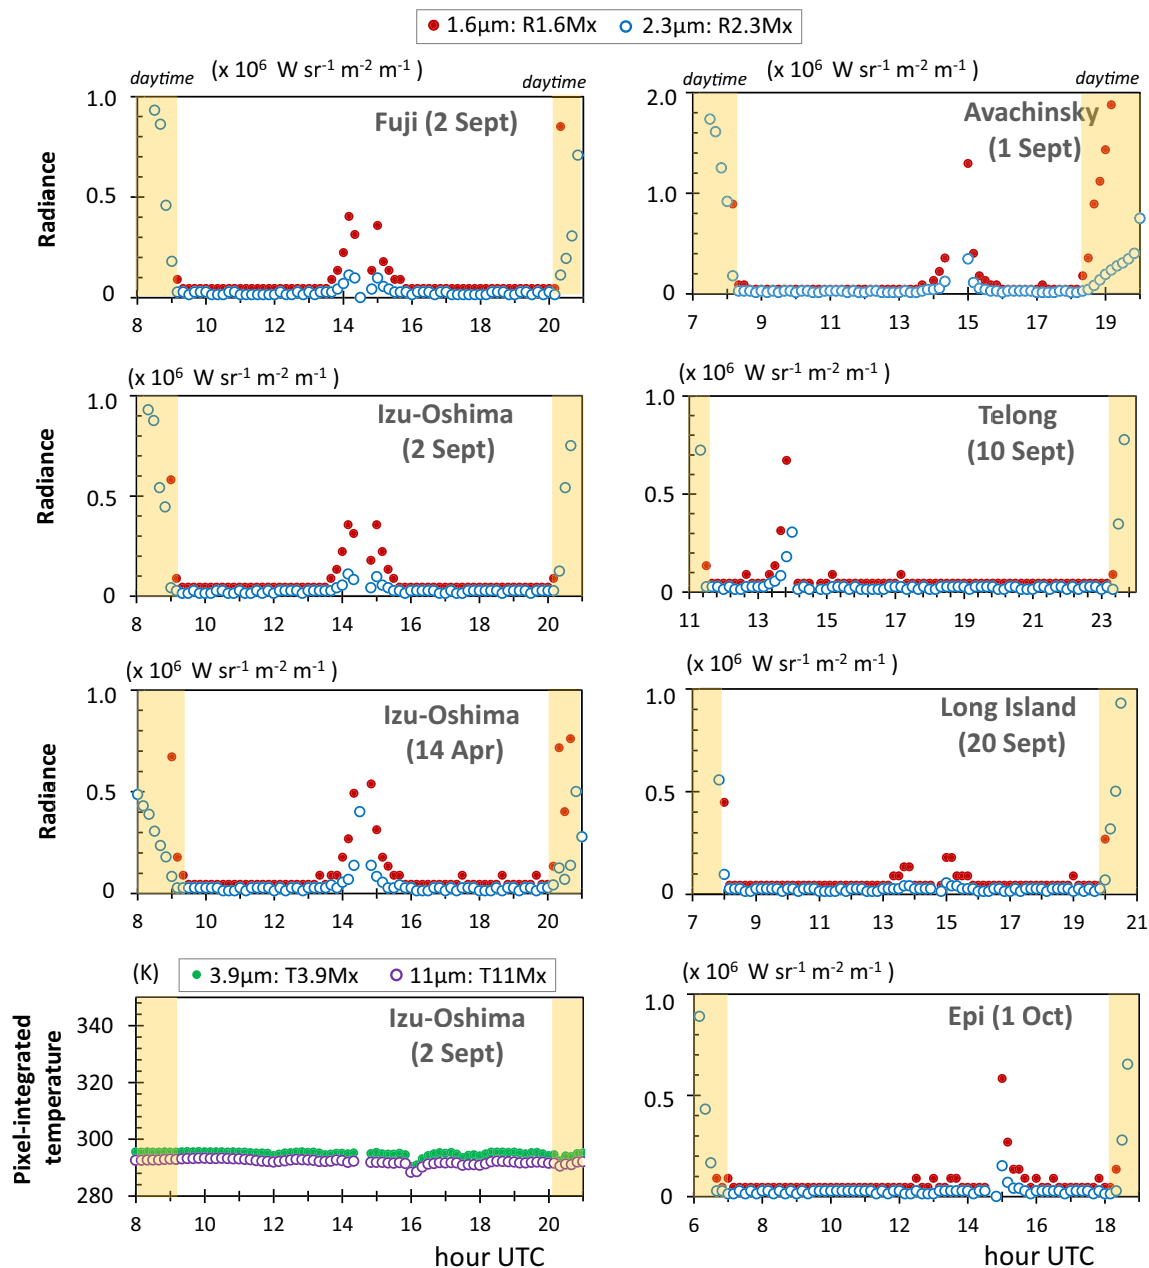 1.6µm: R1.6Mx 2.3µm: R2.3Mx
daytime (x 10⁶ W sr⁻¹ m⁻² m⁻¹) daytime
Radiance
1.0
0.5
0
Fuji (2 Sept)
8 10 12 14 16 18 20
daytime (x 10⁶ W sr⁻¹ m⁻² m⁻¹) daytime
2.0
1.0
0
Avachinsky
(1 Sept)
7 9 11 13 15 17 19
(x 10⁶ W sr⁻¹ m⁻² m⁻¹)
Radiance
1.0
0.5
0
Izu-Oshima
(2 Sept)
8 10 12 14 16 18 20
(x 10⁶ W sr⁻¹ m⁻² m⁻¹)
1.0
0.5
0
Telong
(10 Sept)
11 13 15 17 19 21 23
(x 10⁶ W sr⁻¹ m⁻² m⁻¹)
Radiance
1.0
0.5
0
Izu-Oshima
(14 Apr)
8 10 12 14 16 18 20
(x 10⁶ W sr⁻¹ m⁻² m⁻¹)
1.0
0.5
0
Long Island
(20 Sept)
7 9 11 13 15 17 19 21
(K) 3.9µm: T3.9Mx 11µm: T11Mx
Pixel-integrated
temperature
340
320
300
280
Izu-Oshima
(2 Sept)
8 10 12 14 16 18 20
hour UTC
(x 10⁶ W sr⁻¹ m⁻² m⁻¹)
1.0
0.5
0
Epi (1 Oct)
6 8 10 12 14 16 18
hour UTC